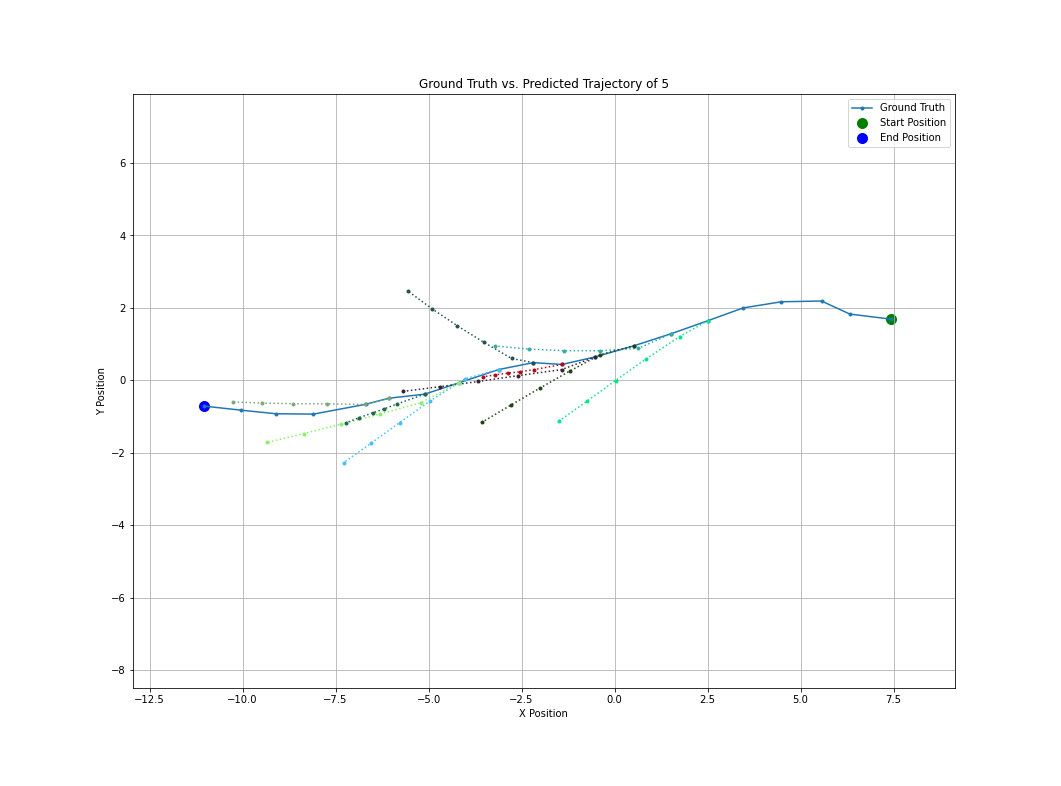 Ground Truth vs. Predicted Trajectory of 5
Ground Truth
Start Position
End Position
6
4
2
0
−2
−4
−6
−8
Y Position
−12.5 −10.0 −7.5 −5.0 −2.5 0.0 2.5 5.0 7.5
X Position